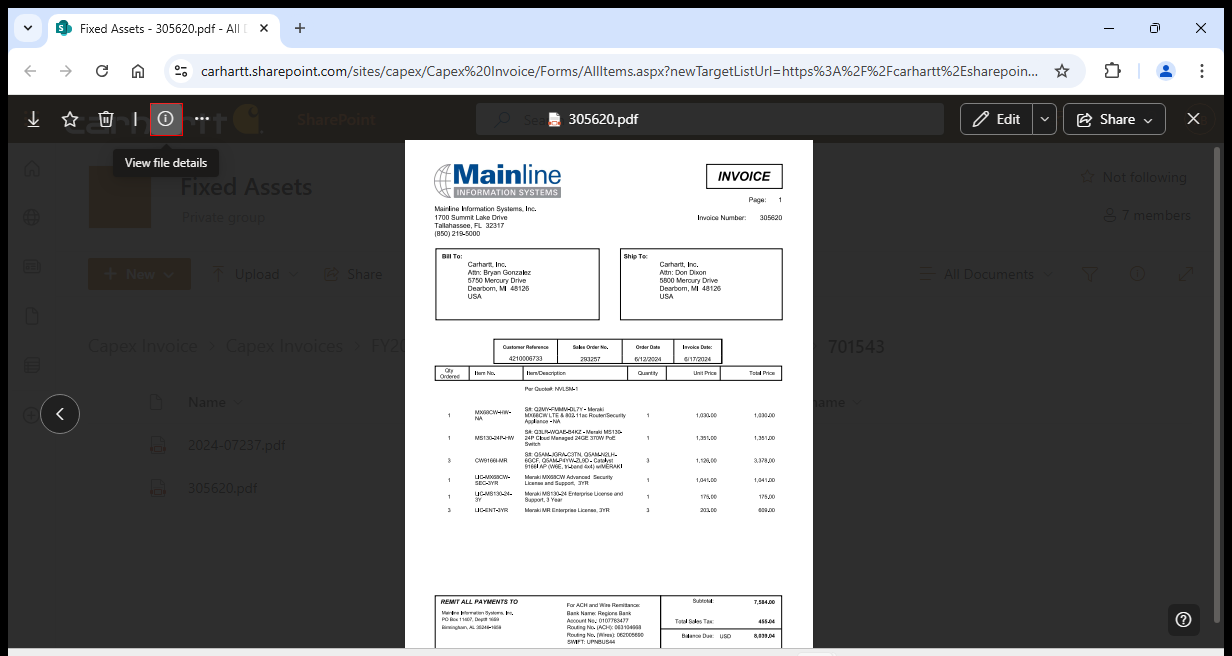 Fixed Assets - 305620.pdf - All
carhartt.sharepoint.com/sites/capex/Capex%20Invoice/Forms/AllItems.aspx?newTargetListUrl=https%3A%2F%2Fcarhartt%2Esharepoin...
carhartt
SharePoint
305620.pdf
Edit
Share
View file details
Fixed Assets
Private group
Not following
7 members
New
Upload
Share
All Documents
Capex Invoice
Capex Invoices
701543
Name
2024-07237.pdf
305620.pdf
Mainline
INFORMATION SYSTEMS
INVOICE
Page: 1
Invoice Number: 305620
Mainline Information Systems, Inc.
1700 Summit Lake Drive
Tallahassee, FL 32317
(850) 219-5000
Bill To:
Carhartt, Inc.
Attn: Bryan Gonzalez
5750 Mercury Drive
Dearborn, MI 48126
USA
Ship To:
Carhartt, Inc.
Attn: Don Dixon
5800 Mercury Drive
Dearborn, MI 48126
USA
Customer Reference Sales Order No. Order Date Invoice Date:
4210006733 293257 6/12/2024 6/17/2024
Qty Ordered Item No. Item/Description Quantity Unit Price Total Price
Per Quote#: NVLSM-1
1 MX68CW-HW-NA S#: Q2MY-FMMM-DL7Y - Meraki 1 1,030.00 1,030.00
MX68CW LTE & 802.11ac Router/Security
Appliance - NA
1 MS130-24P-HW S#: Q3LR-WQAE-B4KZ - Meraki MS130- 1 1,351.00 1,351.00
24P Cloud Managed 24GE 370W PoE
Switch
3 CW9166I-MR S#: Q5AM-JGRA-C3TN, Q5AM-N2LH- 3 1,126.00 3,378.00
6GCF, Q5AM-P4YW-ZL9D - Catalyst
9166I AP (W6E, tri-band 4x4) w/MERAKI
1 LIC-MX68CW-SEC-3YR Meraki MX68CW Advanced Security 1 1,041.00 1,041.00
License and Support, 3YR
1 LIC-MS130-24-3Y Meraki MS130-24 Enterprise License and 1 175.00 175.00
Support, 3 Year
3 LIC-ENT-3YR Meraki MR Enterprise License, 3YR 3 203.00 609.00
REMIT ALL PAYMENTS TO
Mainline Information Systems, Inc.
PO Box 11407, Dept# 1659
Birmingham, AL 35246-1659
For ACH and Wire Remittance:
Bank Name: Regions Bank
Account No.: 0107783477
Routing No. (ACH): 063104668
Routing No. (Wires): 062005690
SWIFT: UPNBUS44
Subtotal: 7,584.00
Total Sales Tax: 455.04
Balance Due: USD 8,039.04